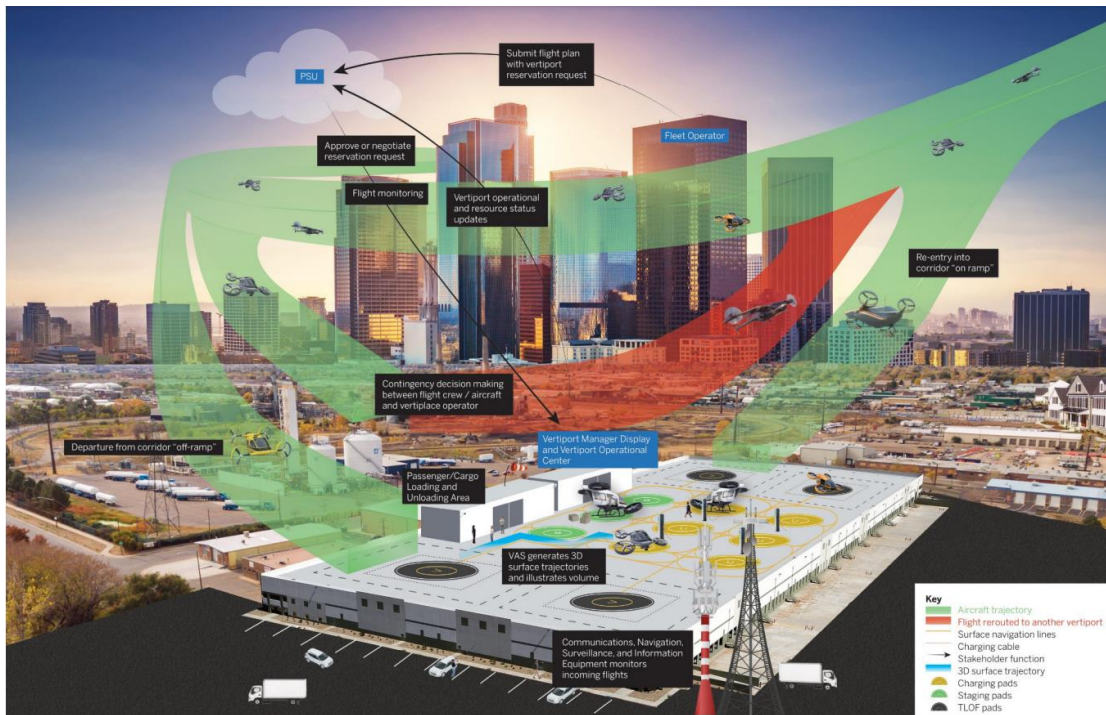 PSU
Submit flight plan
with vertiport
reservation request
Fleet Operator
Approve or negotiate
reservation request
Flight monitoring
Vertiport operational
and resource status
updates
Re-entry into
corridor "on ramp"
Contingency decision making
between flight crew / aircraft
and vertiplace operator
Departure from corridor "off-ramp"
Vertiport Manager Display
and Vertiport Operational
Center
Passenger/Cargo
Loading and
Unloading Area
VAS generates 3D
surface trajectories
and illustrates volume
Communications, Navigation,
Surveillance, and Information
Equipment monitors
incoming flights
Key
Aircraft trajectory
Flight rerouted to another vertiport
Surface navigation lines
Charging cable
Stakeholder function
3D surface trajectory
Charging pads
Staging pads
TLOF pads